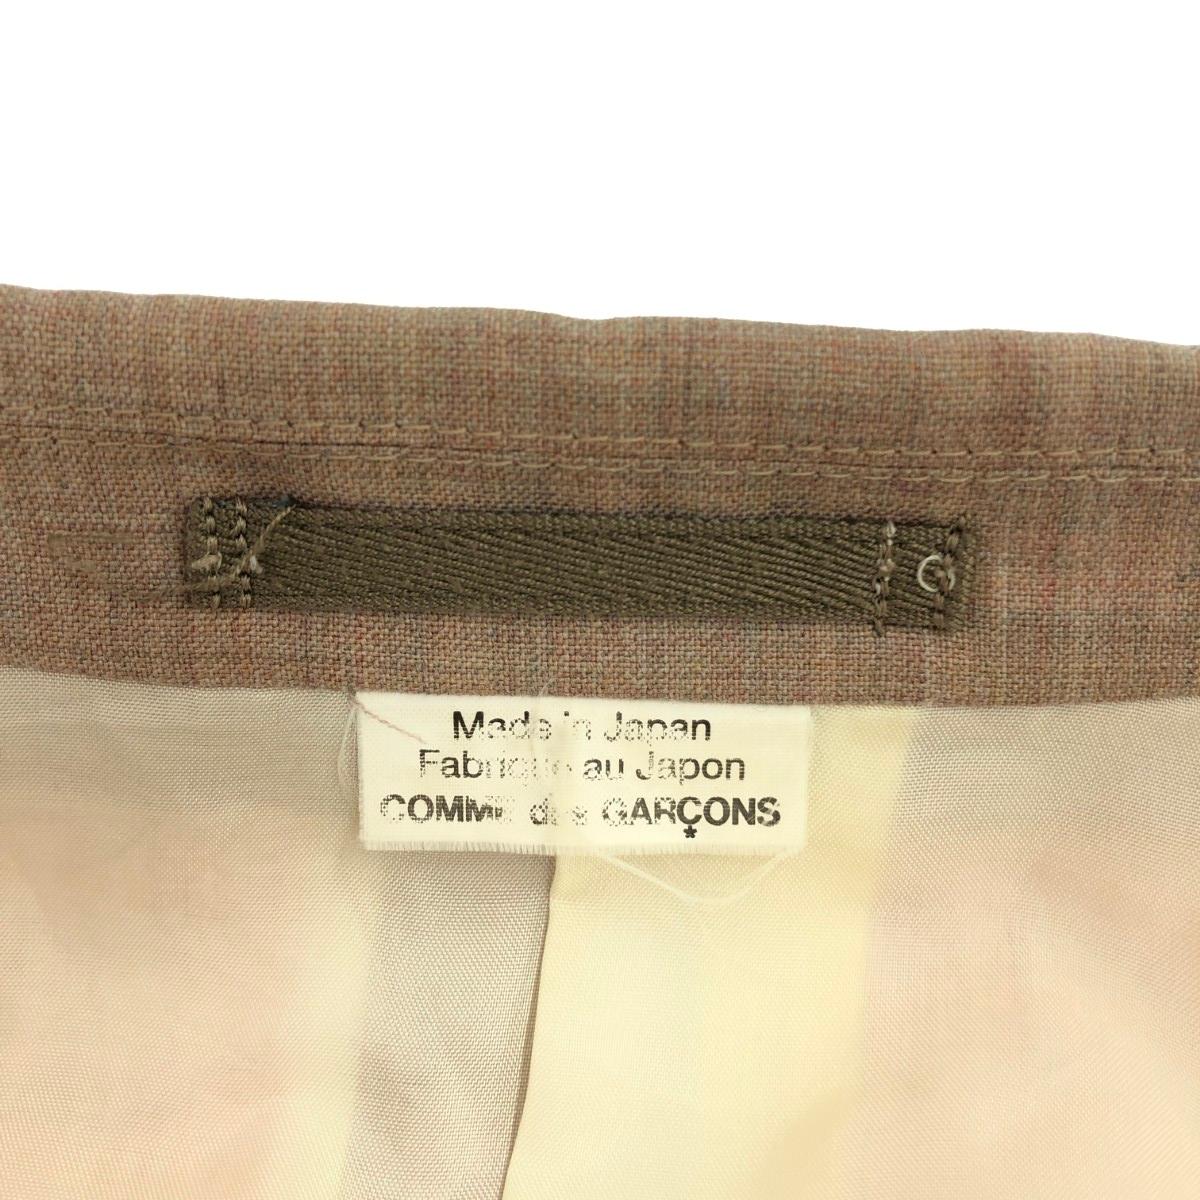 Made in Japan
Fabriqué au Japon
COMME des GARÇONS
*